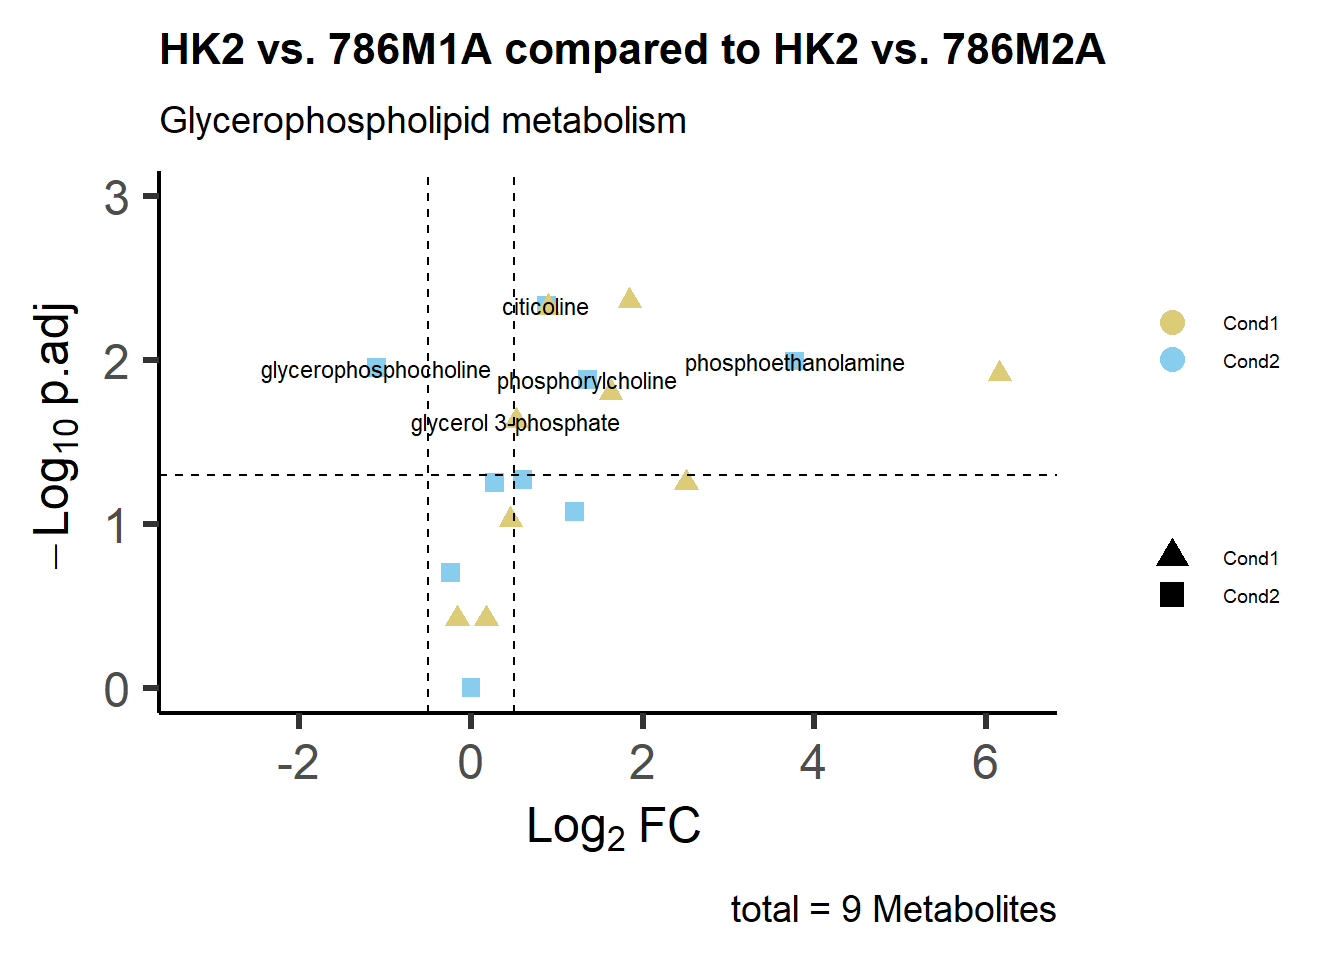 HK2 vs. 786M1A compared to HK2 vs. 786M2A
Glycerophospholipid metabolism
3
2
1
0
−Log10 p.adj
citicoline
glycerophosphocholine
phosphoethanolamine
phosphorylcholine
glycerol 3-phosphate
-2 0 2 4 6
Log2 FC
Cond1
Cond2
Cond1
Cond2
total = 9 Metabolites